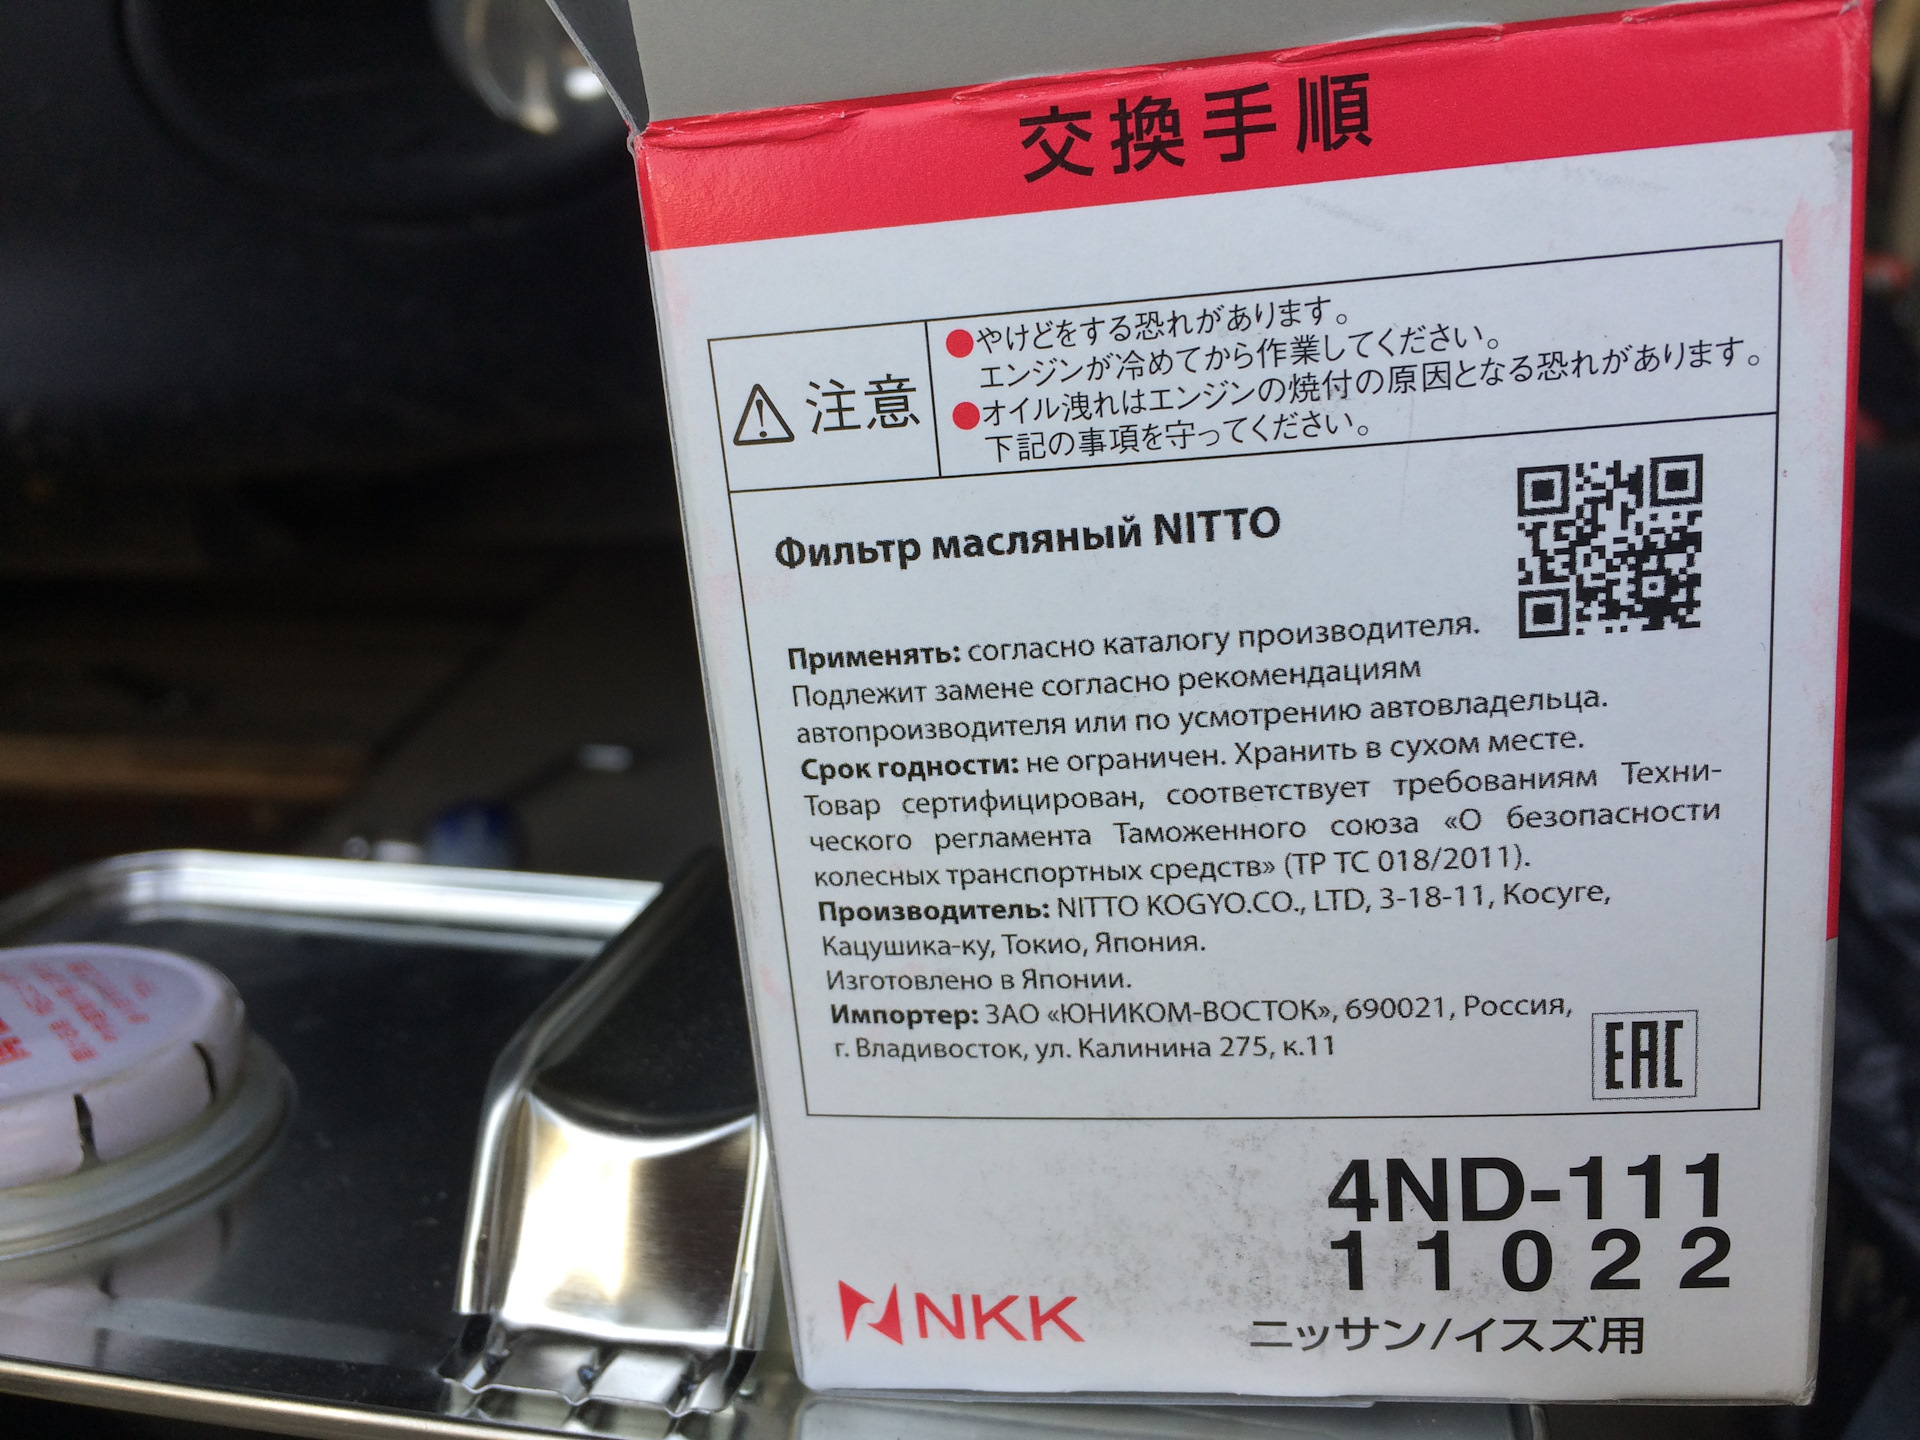 交換手順
注意
●やけどをする恐れがあります。
エンジンが冷めてから作業してください。
●オイル洩れはエンジンの焼付の原因となる恐れがあります。
下記の事項を守ってください。
Фильтр масляный NITTO
Применять: согласно каталогу производителя.
Подлежит замене согласно рекомендациям
автопроизводителя или по усмотрению автовладельца.
Срок годности: не ограничен. Хранить в сухом месте.
Товар сертифицирован, соответствует требованиям Техни-
ческого регламента Таможенного союза «О безопасности
колесных транспортных средств» (ТР ТС 018/2011).
Производитель: NITTO KOGYO.CO., LTD, 3-18-11, Косуге,
Кацушика-ку, Токио, Япония.
Изготовлено в Японии.
Импортер: ЗАО «ЮНИКОМ-ВОСТОК», 690021, Россия,
г. Владивосток, ул. Калинина 275, к.11
EAC
4ND-111
11022
NKK
ニッサン/イスズ用